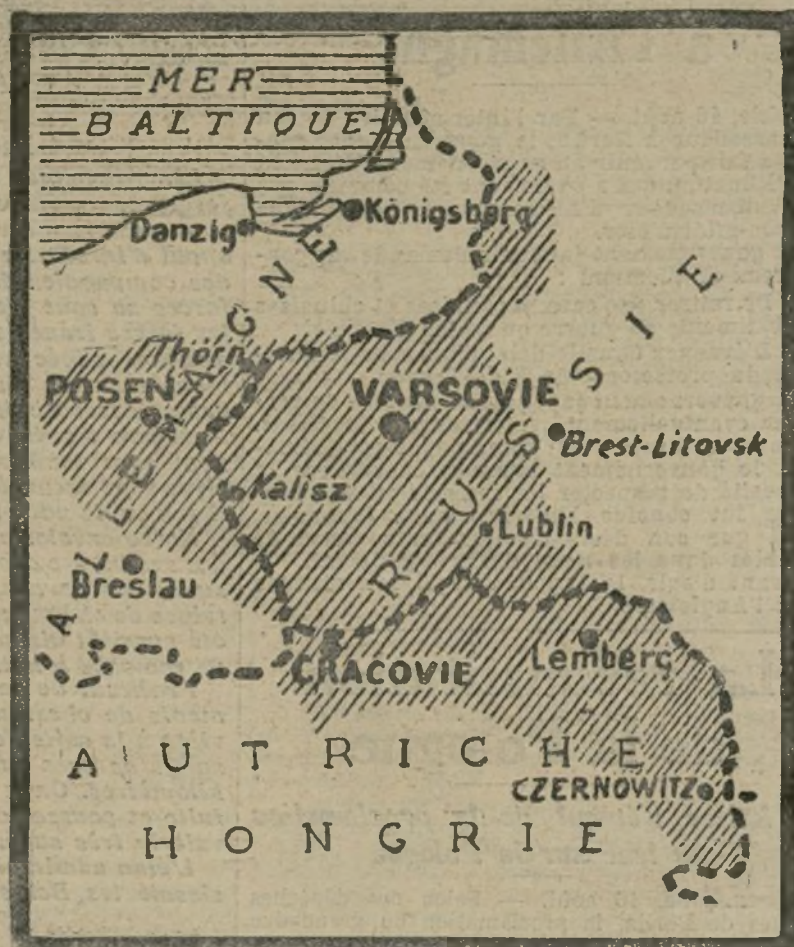 MER
BALTIQUE
Königsberg
Danzig
ALLEMAGNE
Thorn
POSEN
VARSOVIE
RUSSIE
Brest-Litovsk
Kalisz
Lublin
Breslau
CRACOVIE
Lemberg
AUTRICHE
CZERNOWITZ
HONGRIE